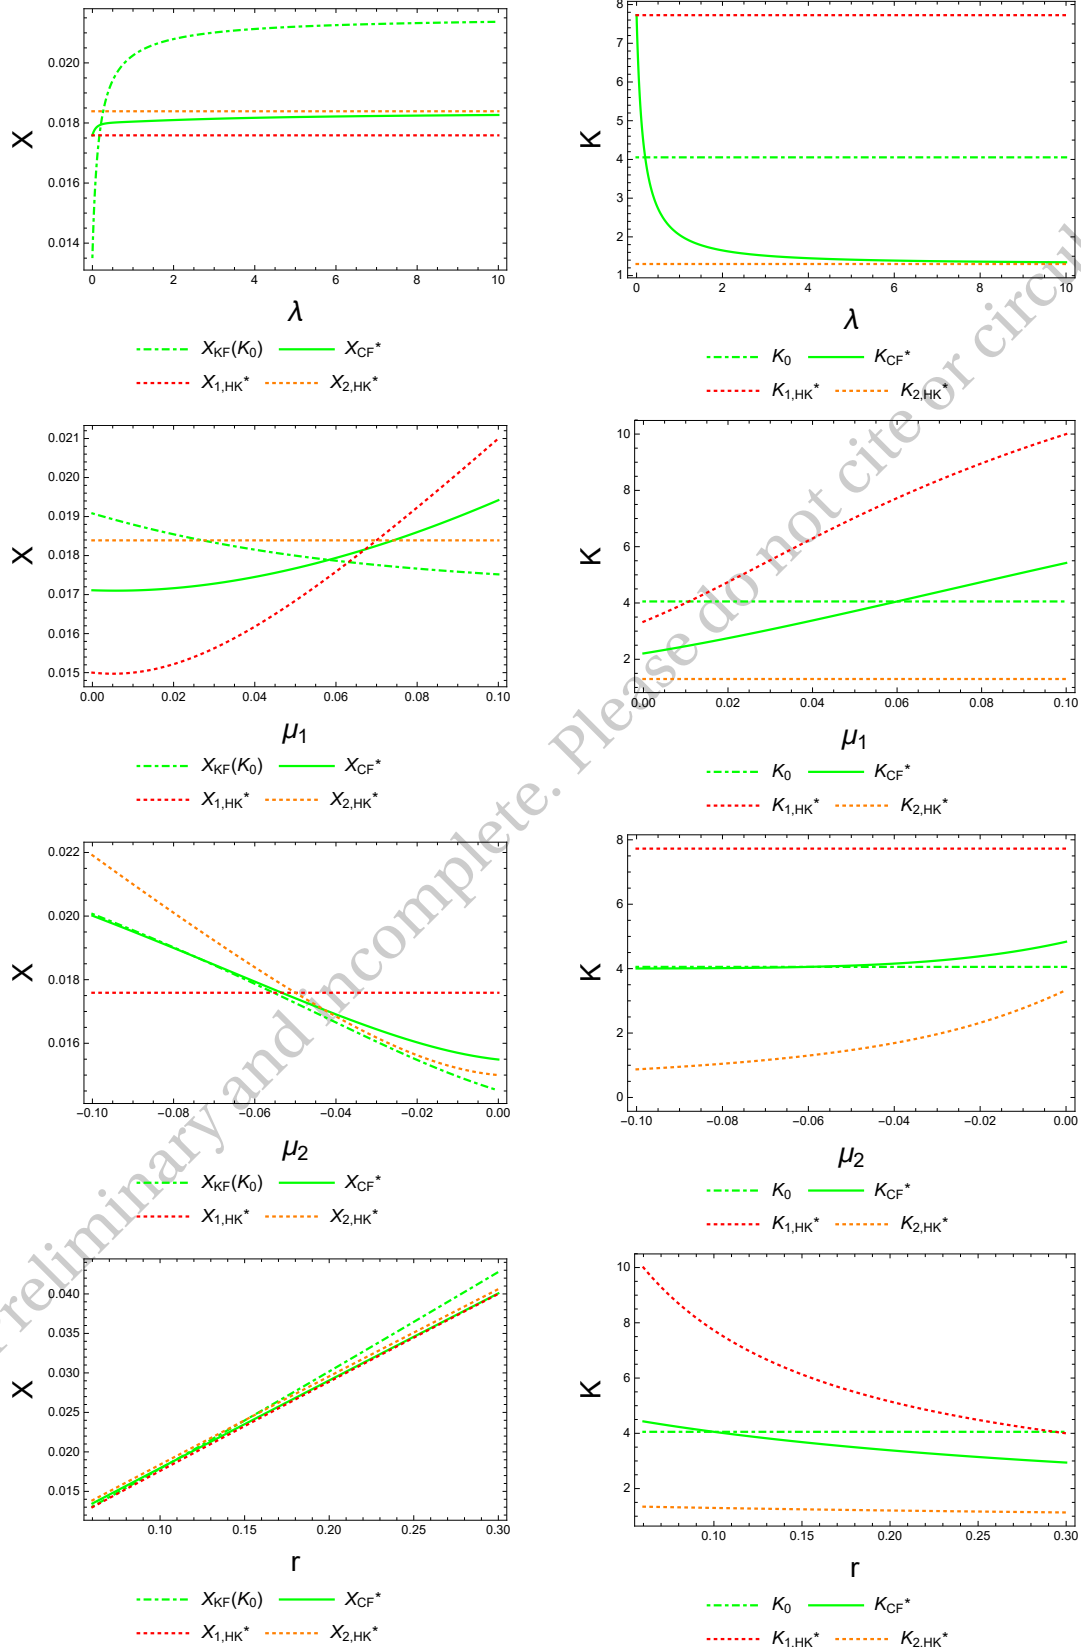 X
0.020
0.018
0.016
0.014
0 2 4 6 8 10
λ
X_KF(K_0) X_CF*
X_1,HK* X_2,HK*
K
8
7
6
5
4
3
2
1
0 2 4 6 8 10
λ
K_0 K_CF*
K_1,HK* K_2,HK*
X
0.021
0.020
0.019
0.018
0.017
0.016
0.015
0.00 0.02 0.04 0.06 0.08 0.10
μ_1
X_KF(K_0) X_CF*
X_1,HK* X_2,HK*
K
10
8
6
4
2
0.00 0.02 0.04 0.06 0.08 0.10
μ_1
K_0 K_CF*
K_1,HK* K_2,HK*
X
0.022
0.020
0.018
0.016
−0.10 −0.08 −0.06 −0.04 −0.02 0.00
μ_2
X_KF(K_0) X_CF*
X_1,HK* X_2,HK*
K
8
6
4
2
0
−0.10 −0.08 −0.06 −0.04 −0.02 0.00
μ_2
K_0 K_CF*
K_1,HK* K_2,HK*
X
0.040
0.035
0.030
0.025
0.020
0.015
0.10 0.15 0.20 0.25 0.30
r
X_KF(K_0) X_CF*
X_1,HK* X_2,HK*
K
10
8
6
4
2
0.10 0.15 0.20 0.25 0.30
r
K_0 K_CF*
K_1,HK* K_2,HK*
reliminary and incomplete. Please do not cite or circul